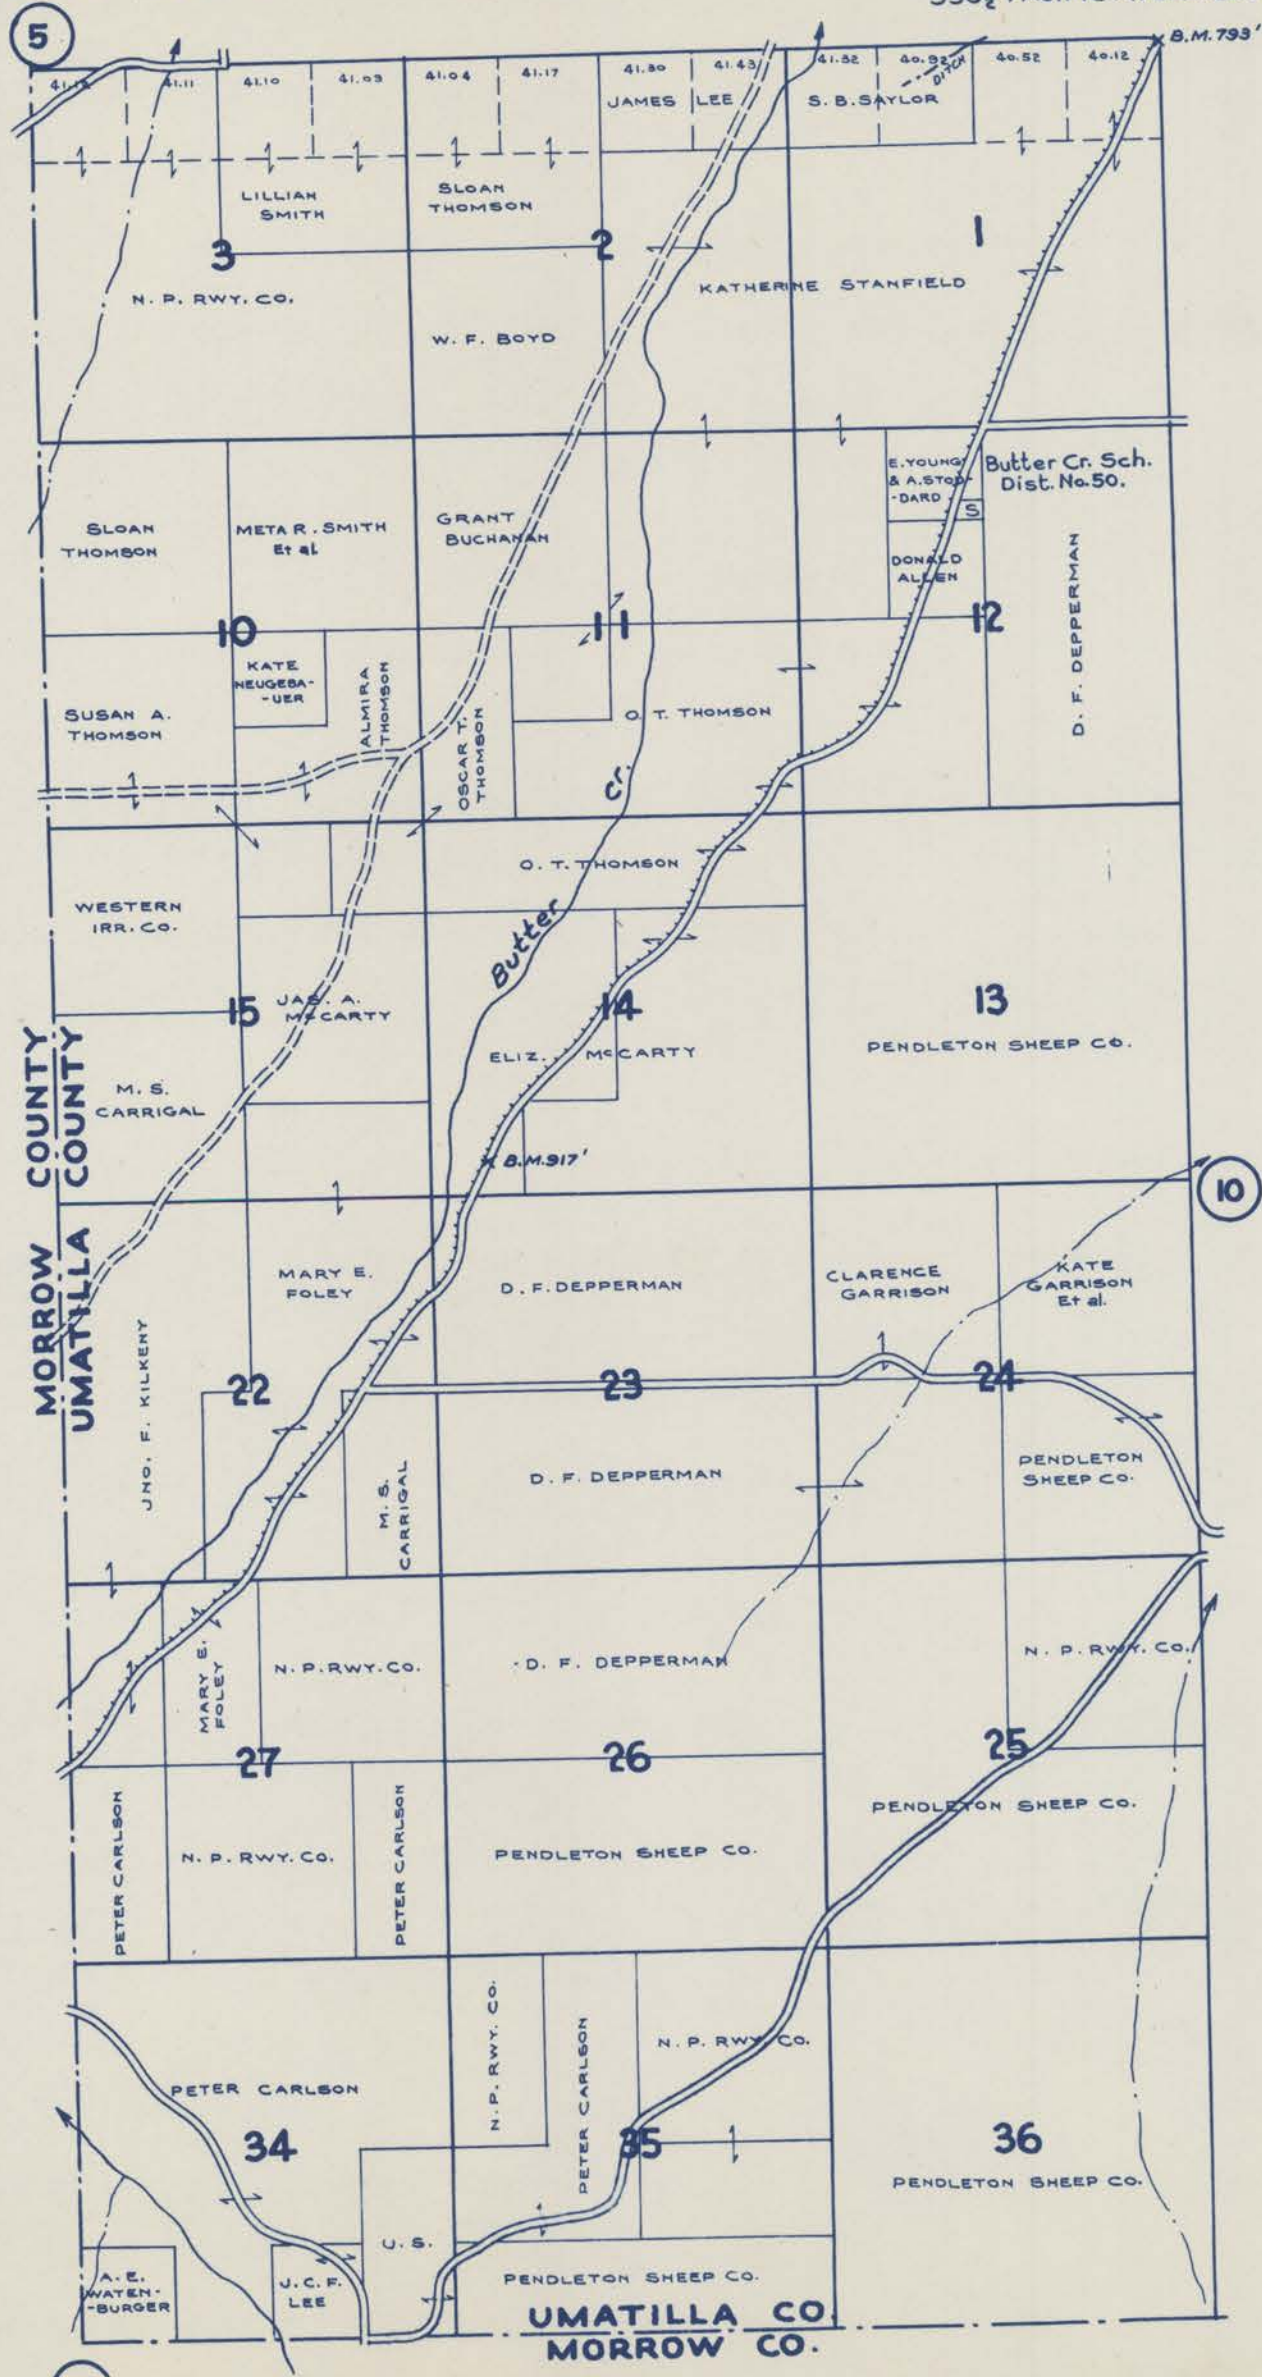 5
B.M. 793'
41.11
41.10
41.09
41.04
41.17
41.30
41.43
41.32
40.92
DITCH
40.52
40.12
JAMES LEE
S. B. SAYLOR
LILLIAN
SMITH
SLOAN
THOMSON
3
2
1
N. P. RWY. CO.
KATHERINE STANFIELD
W. F. BOYD
E. YOUNG
& A. STOD-
-DARD
Butter Cr. Sch.
Dist. No. 50.
S
SLOAN
THOMSON
META R. SMITH
Et al
GRANT
BUCHANAN
DONALD
ALLEN
D. F. DEPPERMAN
10
11
12
KATE
NEUGEBA-
-UER
ALMIRA
THOMSON
SUSAN A.
THOMSON
OSCAR T.
THOMSON
O. T. THOMSON
Cr.
O. T. THOMSON
WESTERN
IRR. CO.
Butter
15
JAS. A.
McCARTY
14
13
ELIZ. McCARTY
PENDLETON SHEEP CO.
M. S.
CARRIGAL
MORROW COUNTY
UMATILLA COUNTY
B.M. 917'
10
MARY E.
FOLEY
D. F. DEPPERMAN
CLARENCE
GARRISON
KATE
GARRISON
Et al.
JNO. F. KILKENY
22
23
24
M. S.
CARRIGAL
D. F. DEPPERMAN
PENDLETON
SHEEP CO.
MARY E.
FOLEY
N. P. RWY. CO.
D. F. DEPPERMAN
N. P. RWY. CO.
27
26
25
PETER CARLSON
N. P. RWY. CO.
PETER CARLSON
PENDLETON SHEEP CO.
PENDLETON SHEEP CO.
N. P. RWY. CO.
PETER CARLSON
N. P. RWY. CO.
PETER CARLSON
34
35
36
PENDLETON SHEEP CO.
U. S.
A. E.
WATEN-
-BURGER
J. C. F.
LEE
PENDLETON SHEEP CO.
UMATILLA CO.
MORROW CO.